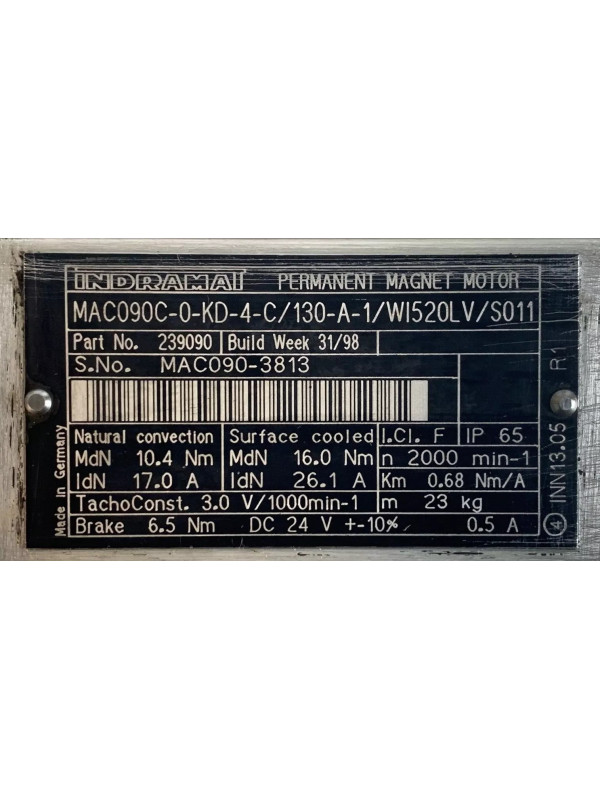 INDRAMAT PERMANENT MAGNET MOTOR
MAC090C-0-KD-4-C/130-A-1/WI520LV/S011
Part No. 239090 Build Week 31/98
S.No. MAC090-3813
Natural convection Surface cooled I.Cl. F IP 65
MdN 10.4 Nm MdN 16.0 Nm n 2000 min-1
IdN 17.0 A I'dN 26.1 A Km 0.68 Nm/A
TachoConst. 3.0 V/1000min-1 m 23 kg
Brake 6.5 Nm DC 24 V +-10% 0.5 A
Made in Germany
4 INN13.05 R1